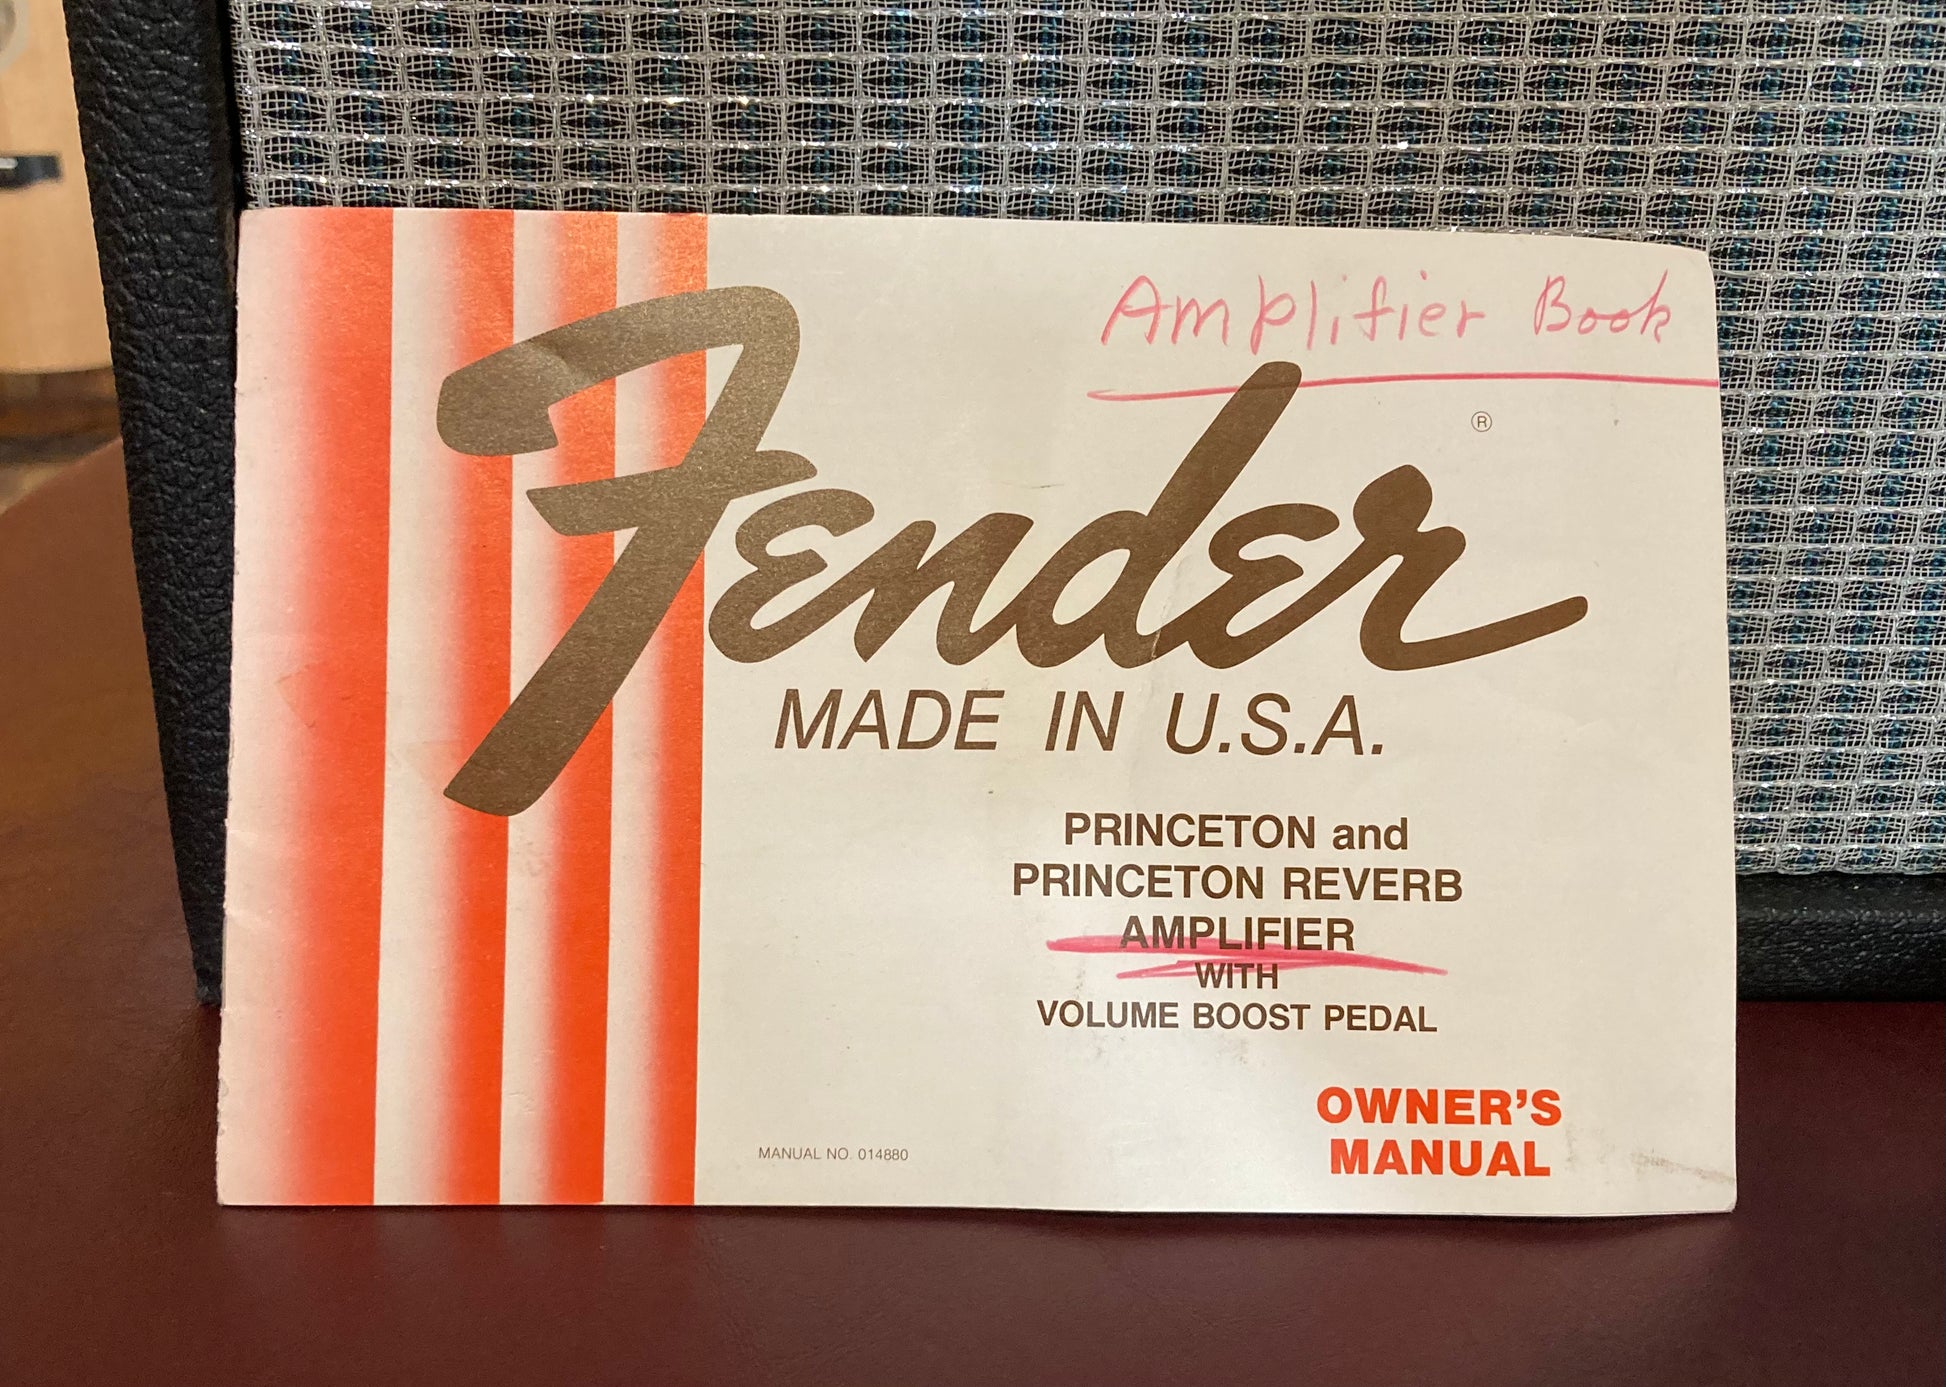 Amplifier Book
Fender ®
MADE IN U.S.A.
PRINCETON and
PRINCETON REVERB
AMPLIFIER
WITH
VOLUME BOOST PEDAL
OWNER'S
MANUAL
MANUAL NO. 014880